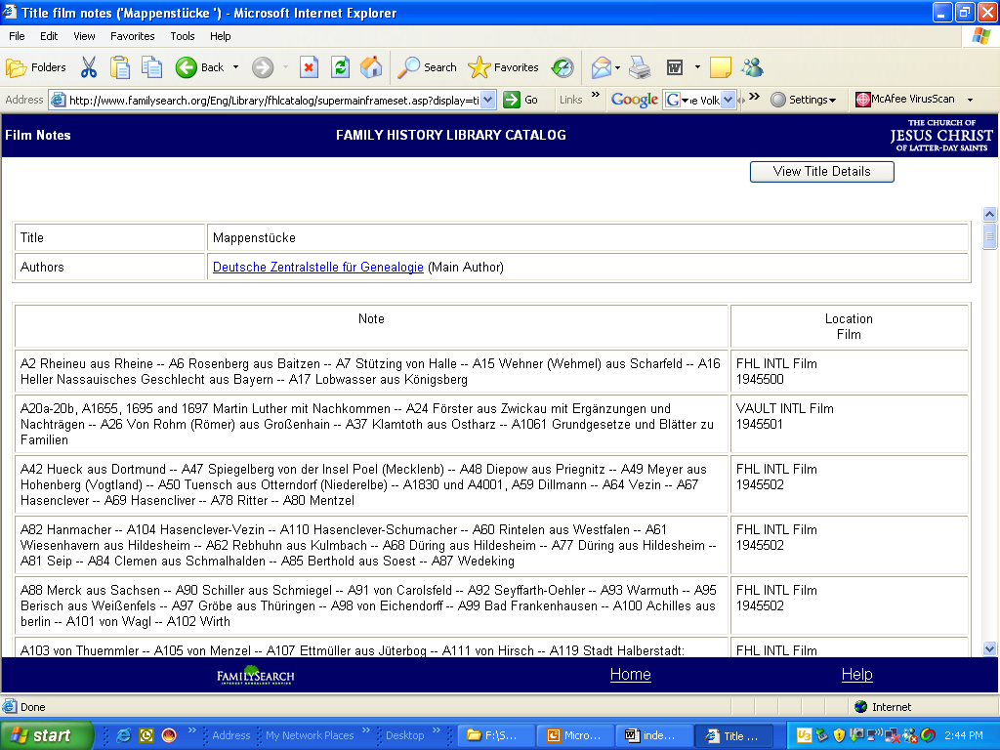 Title film notes ('Mappenstücke ') - Microsoft Internet Explorer
File Edit View Favorites Tools Help
Folders Back Search Favorites
Address http://www.familysearch.org/Eng/Library/fhlcatalog/supermainframeset.asp?display=ti Go Links » Google G e Volk » Settings McAfee VirusScan
Film Notes FAMILY HISTORY LIBRARY CATALOG THE CHURCH OF
JESUS CHRIST
OF LATTER-DAY SAINTS
View Title Details
Title Mappenstücke
Authors Deutsche Zentralstelle für Genealogie (Main Author)
Note Location
Film
A2 Rheineu aus Rheine -- A6 Rosenberg aus Baitzen -- A7 Stützing von Halle -- A15 Wehner (Wehmel) aus Scharfeld -- A16 FHL INTL Film
Heller Nassauisches Geschlecht aus Bayern -- A17 Lobwasser aus Königsberg 1945500
A20a-20b, A1655, 1695 and 1697 Martin Luther mit Nachkommen -- A24 Förster aus Zwickau mit Ergänzungen und VAULT INTL Film
Nachträgen -- A26 Von Rohm (Römer) aus Großenhain -- A37 Klamtoth aus Ostharz -- A1061 Grundgesetze und Blätter zu 1945501
Familien
A42 Hueck aus Dortmund -- A47 Spiegelberg von der Insel Poel (Mecklenb) -- A48 Diepow aus Priegnitz -- A49 Meyer aus FHL INTL Film
Hohenberg (Vogtland) -- A50 Tuensch aus Otterndorf (Niederelbe) -- A1830 und A4001, A59 Dillmann -- A64 Vezin -- A67 1945502
Hasenclever -- A69 Hasencliver -- A78 Ritter -- A80 Mentzel
A82 Hanmacher -- A104 Hasenclever-Vezin -- A110 Hasenclever-Schumacher -- A60 Rintelen aus Westfalen -- A61 FHL INTL Film
Wiesenhavern aus Hildesheim -- A62 Rebhuhn aus Kulmbach -- A68 Düring aus Hildesheim -- A77 Düring aus Hildesheim -- 1945502
A81 Seip -- A84 Clemen aus Schmalhalden -- A85 Berthold aus Soest -- A87 Wedeking
A88 Merck aus Sachsen -- A90 Schiller aus Schmiegel -- A91 von Carolsfeld -- A92 Seyffarth-Oehler -- A93 Warmuth -- A95 FHL INTL Film
Berisch aus Weißenfels -- A97 Gröbe aus Thüringen -- A98 von Eichendorff -- A99 Bad Frankenhausen -- A100 Achilles aus 1945502
berlin -- A101 von Wagl -- A102 Wirth
A103 von Thuemmler -- A105 von Menzel -- A107 Ettmüller aus Jüterbog -- A111 von Hirsch -- A119 Stadt Halberstadt: FHL INTL Film
FAMILYSEARCH Home Help
INTERNET GENEALOGY SERVICE
Done Internet
start » Address My Network Places » Desktop » F:\S... Micro... inde... Title ... 2:44 PM